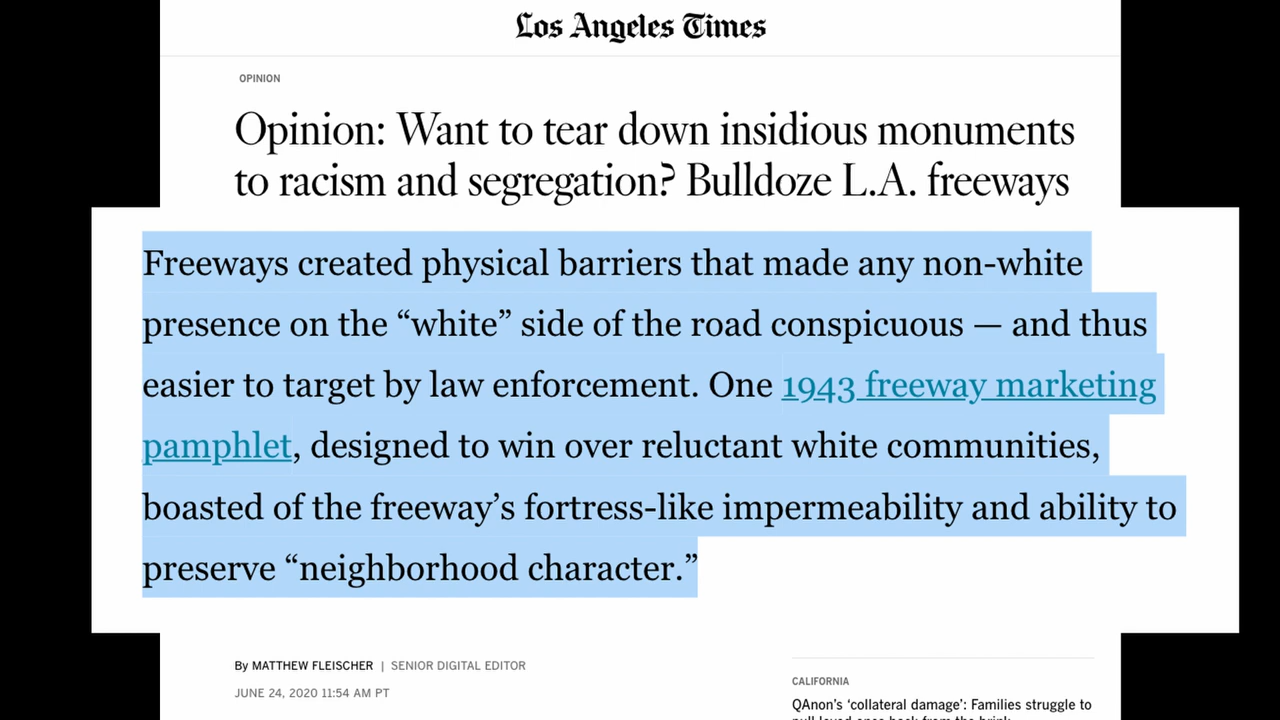 Los Angeles Times
OPINION
Opinion: Want to tear down insidious monuments
to racism and segregation? Bulldoze L.A. freeways
Freeways created physical barriers that made any non-white
presence on the “white” side of the road conspicuous — and thus
easier to target by law enforcement. One 1943 freeway marketing
pamphlet, designed to win over reluctant white communities,
boasted of the freeway’s fortress-like impermeability and ability to
preserve “neighborhood character.”
By MATTHEW FLEISCHER | SENIOR DIGITAL EDITOR
JUNE 24, 2020 11:54 AM PT
CALIFORNIA
QAnon’s ‘collateral damage’: Families struggle to